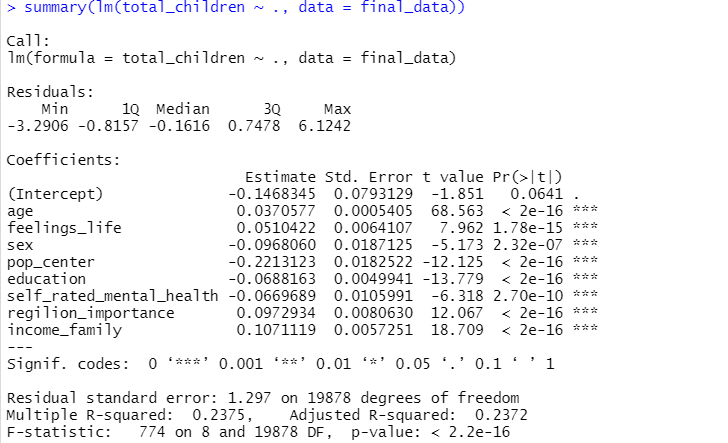 > summary(lm(total_children ~ ., data = final_data))
Call:
lm(formula = total_children ~ ., data = final_data)
Residuals:
    Min      1Q  Median      3Q     Max
-3.2906 -0.8157 -0.1616  0.7478  6.1242
Coefficients:
                          Estimate Std. Error t value Pr(>|t|)
(Intercept)             -0.1468345  0.0793129  -1.851   0.0641 .
age                      0.0370577  0.0005405  68.563  < 2e-16 ***
feelings_life            0.0510422  0.0064107   7.962 1.78e-15 ***
sex                     -0.0968060  0.0187125  -5.173 2.32e-07 ***
pop_center              -0.2213123  0.0182522 -12.125  < 2e-16 ***
education               -0.0688163  0.0049941 -13.779  < 2e-16 ***
self_rated_mental_health -0.0669689  0.0105991  -6.318 2.70e-10 ***
regilion_importance      0.0972934  0.0080630  12.067  < 2e-16 ***
income_family            0.1071119  0.0057251  18.709  < 2e-16 ***
---
Signif. codes:  0 ‘***’ 0.001 ‘**’ 0.01 ‘*’ 0.05 ‘.’ 0.1 ‘ ’ 1
Residual standard error: 1.297 on 19878 degrees of freedom
Multiple R-squared:  0.2375,    Adjusted R-squared:  0.2372
F-statistic:   774 on 8 and 19878 DF,  p-value: < 2.2e-16